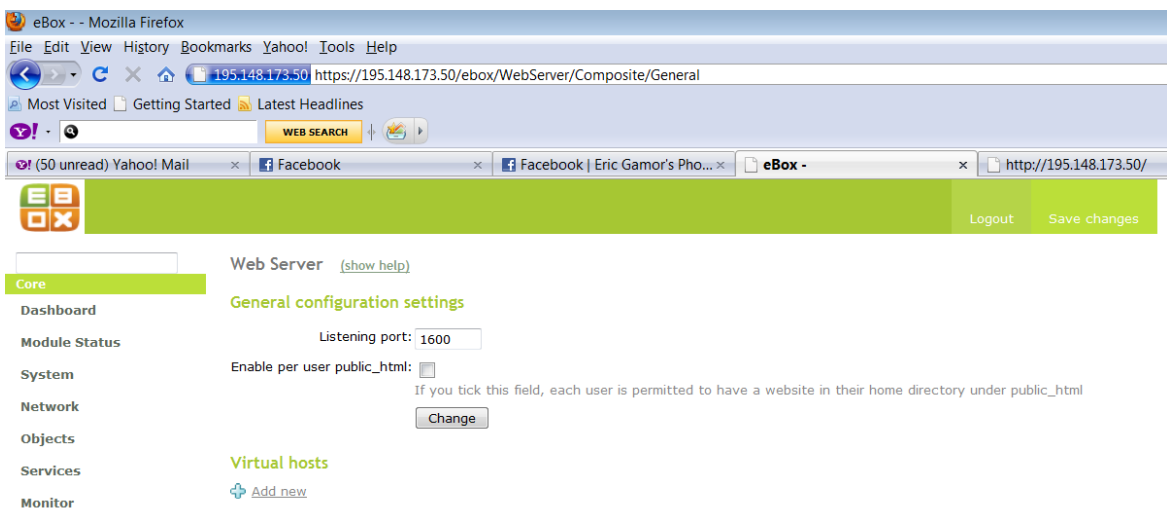 eBox - - Mozilla Firefox
File Edit View History Bookmarks Yahoo! Tools Help
195.148.173.50 https://195.148.173.50/ebox/WebServer/Composite/General
Most Visited Getting Started Latest Headlines
Y! WEB SEARCH
Y! (50 unread) Yahoo! Mail × f Facebook × f Facebook | Eric Gamor's Pho... × eBox - × http://195.148.173.50/
EBOX
Logout Save changes
Web Server (show help)
Core
General configuration settings
Dashboard
Listening port: 1600
Module Status
Enable per user public_html:
System
If you tick this field, each user is permitted to have a website in their home directory under public_html
Network
Change
Objects
Virtual hosts
Services
Add new
Monitor